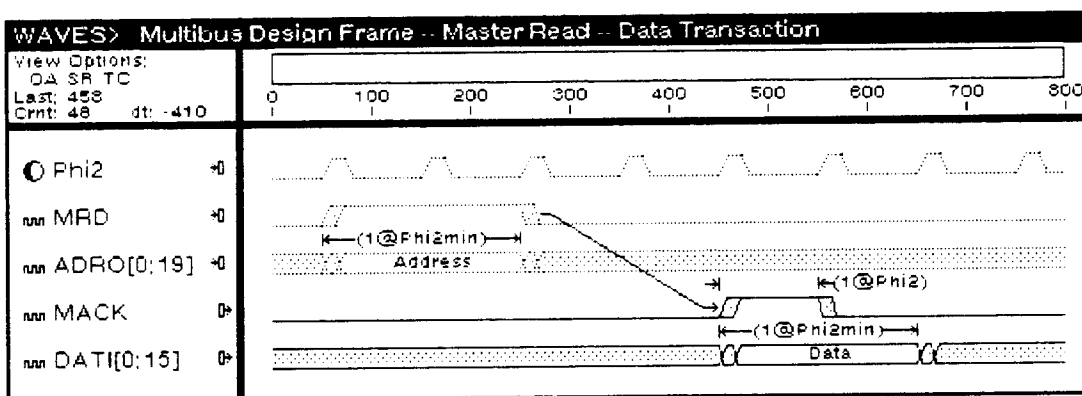 WAVES> Multibus Design Frame -- Master Read -- Data Transaction
View Options:
OA SR TC
Last: 458
Crnt: 48 dt: -410
0 100 200 300 400 500 600 700 800
Phi2
MRD
(1@Phi2min)
ADRO[0:19] Address
(1@Phi2)
MACK
(1@Phi2min)
DATI[0:15] Data